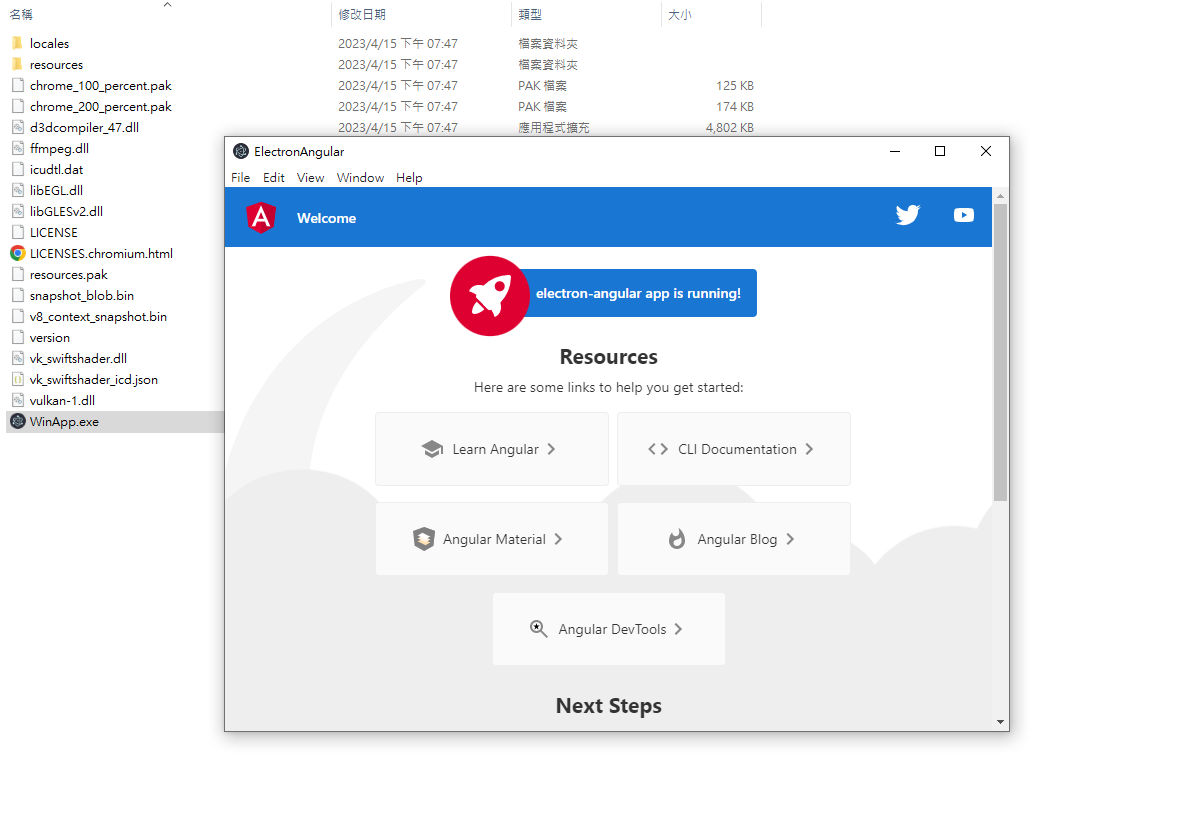 名稱 修改日期 類型 大小
locales 2023/4/15 下午 07:47 檔案資料夾
resources 2023/4/15 下午 07:47 檔案資料夾
chrome_100_percent.pak 2023/4/15 下午 07:47 PAK 檔案 125 KB
chrome_200_percent.pak 2023/4/15 下午 07:47 PAK 檔案 174 KB
d3dcompiler_47.dll 2023/4/15 下午 07:47 應用程式擴充 4,802 KB
ffmpeg.dll
icudtl.dat
libEGL.dll
libGLESv2.dll
LICENSE
LICENSES.chromium.html
resources.pak
snapshot_blob.bin
v8_context_snapshot.bin
version
vk_swiftshader.dll
vk_swiftshader_icd.json
vulkan-1.dll
WinApp.exe
ElectronAngular
File Edit View Window Help
A Welcome
electron-angular app is running!
Resources
Here are some links to help you get started:
Learn Angular CLI Documentation
Angular Material Angular Blog
Angular DevTools
Next Steps